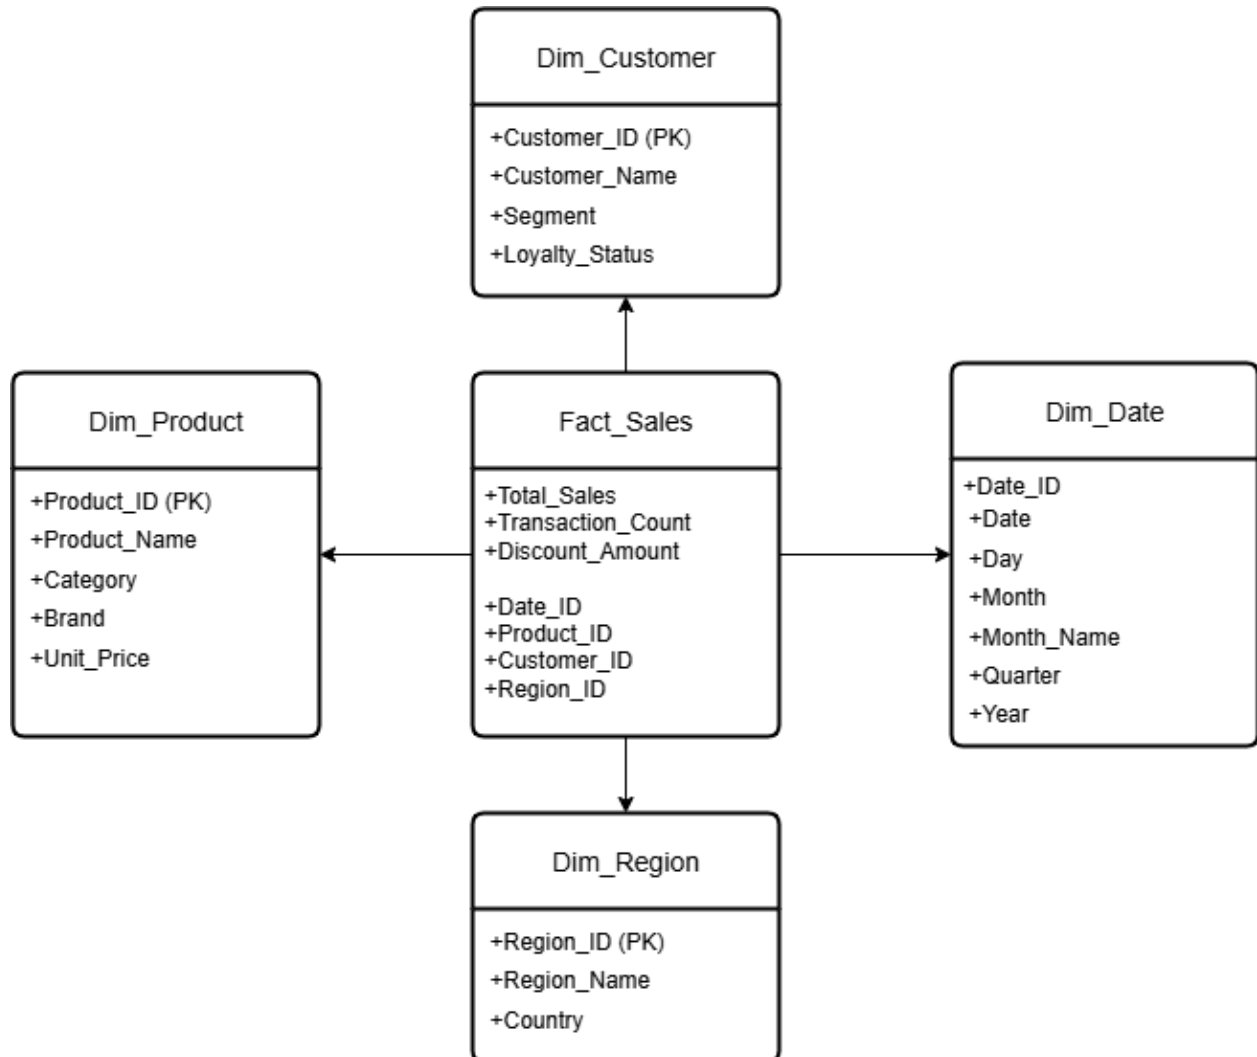 Dim_Customer
+Customer_ID (PK)
+Customer_Name
+Segment
+Loyalty_Status
Dim_Product
+Product_ID (PK)
+Product_Name
+Category
+Brand
+Unit_Price
Fact_Sales
+Total_Sales
+Transaction_Count
+Discount_Amount
+Date_ID
+Product_ID
+Customer_ID
+Region_ID
Dim_Date
+Date_ID
+Date
+Day
+Month
+Month_Name
+Quarter
+Year
Dim_Region
+Region_ID (PK)
+Region_Name
+Country